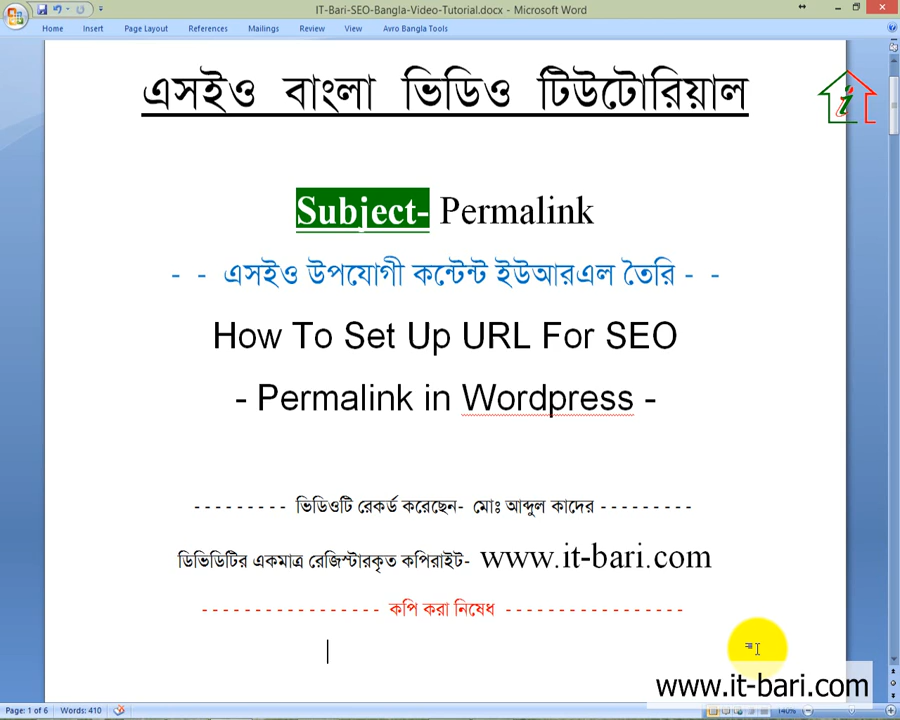 IT-Bari-SEO-Bangla-Video-Tutorial.docx - Microsoft Word
Home Insert Page Layout References Mailings Review View Avro Bangla Tools
এসইও বাংলা ভিডিও টিউটোরিয়াল
i
Subject- Permalink
- - এসইও উপযোগী কন্টেন্ট ইউআরএল তৈরি - -
How To Set Up URL For SEO
- Permalink in Wordpress -
- - - - - - - - - ভিডিওটি রেকর্ড করেছেন- মোঃ আব্দুল কাদের - - - - - - - - -
ডিভিডিটির একমাত্র রেজিস্টারকৃত কপিরাইট- www.it-bari.com
- - - - - - - - - - - - - - - - - কপি করা নিষেধ - - - - - - - - - - - - - - - - -
www.it-bari.com
Page: 1 of 6 Words: 410 140%